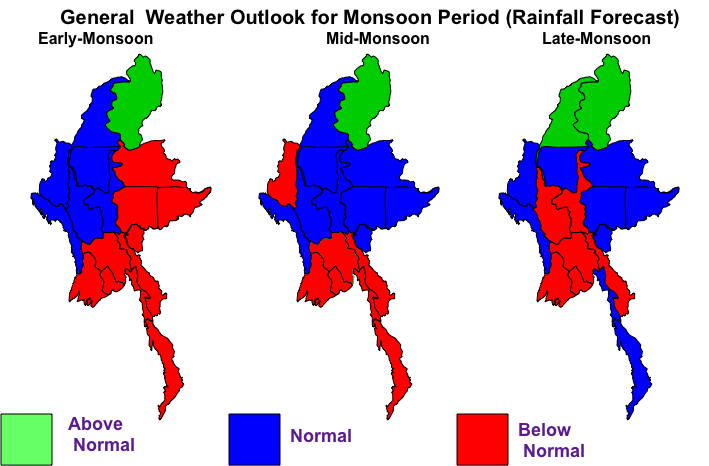 General  Weather Outlook for Monsoon Period (Rainfall Forecast)
Early-Monsoon
Mid-Monsoon
Late-Monsoon
Above
Normal
Normal
Below
Normal